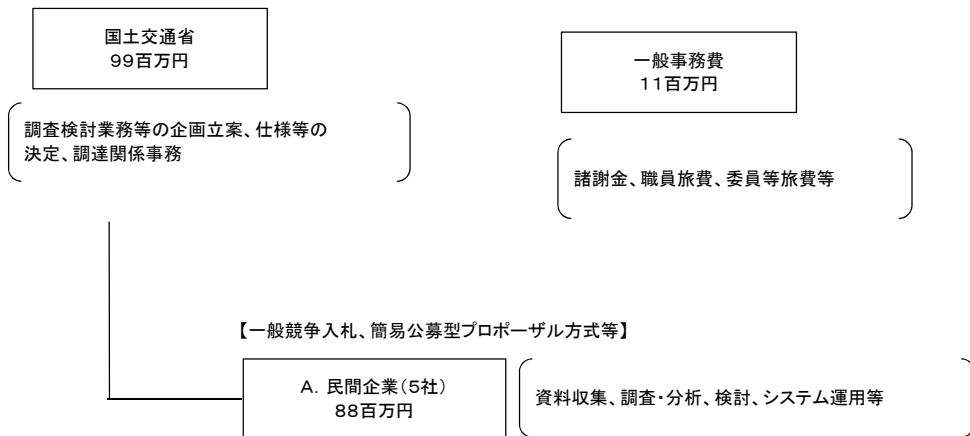 国土交通省
99百万円
一般事務費
11百万円
調査検討業務等の企画立案、仕様等の
決定、調達関係事務
諸謝金、職員旅費、委員等旅費等
【一般競争入札、簡易公募型プロポーザル方式等】
A. 民間企業(5社)
88百万円
資料収集、調査・分析、検討、システム運用等